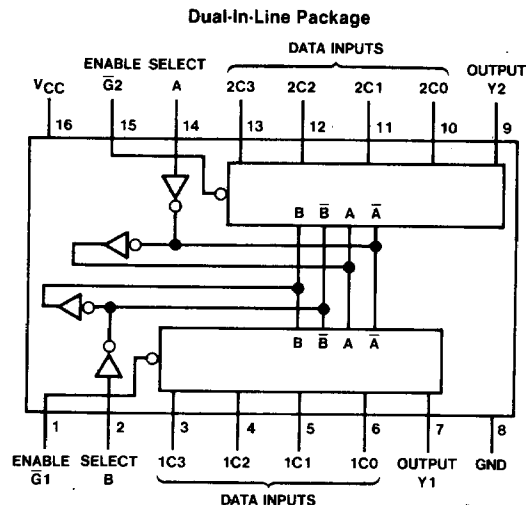 Dual-In-Line Package
DATA INPUTS
ENABLE SELECT
OUTPUT
VCC G̅2 A 2C3 2C2 2C1 2C0 Y2
16 15 14 13 12 11 10 9
B B̅ A A̅
B B̅ A A̅
1 2 3 4 5 6 7 8
ENABLE SELECT 1C3 1C2 1C1 1C0 OUTPUT GND
G̅1 B Y1
DATA INPUTS